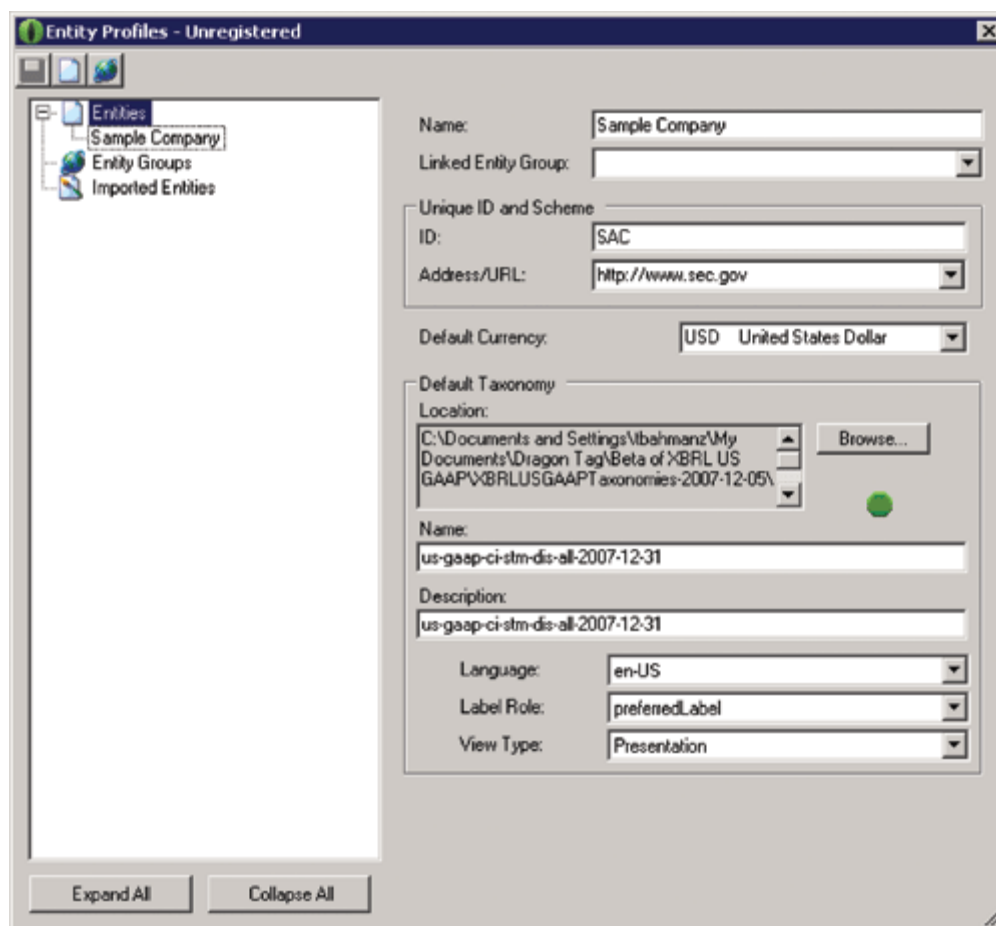 Entity Profiles - Unregistered
Entities
Sample Company
Entity Groups
Imported Entities
Expand All
Collapse All
Name:
Sample Company
Linked Entity Group:
Unique ID and Scheme
ID:
SAC
Address/URL:
http://www.sec.gov
Default Currency:
USD United States Dollar
Default Taxonomy
Location:
C:\Documents and Settings\tbahmanz\My
Documents\Dragon Tag\Beta of XBRL US
GAAP\XBRLUSGAAPTaxonomies-2007-12-05\
Browse...
Name:
us-gaap-ci-stm-dis-all-2007-12-31
Description:
us-gaap-ci-stm-dis-all-2007-12-31
Language:
en-US
Label Role:
preferredLabel
View Type:
Presentation